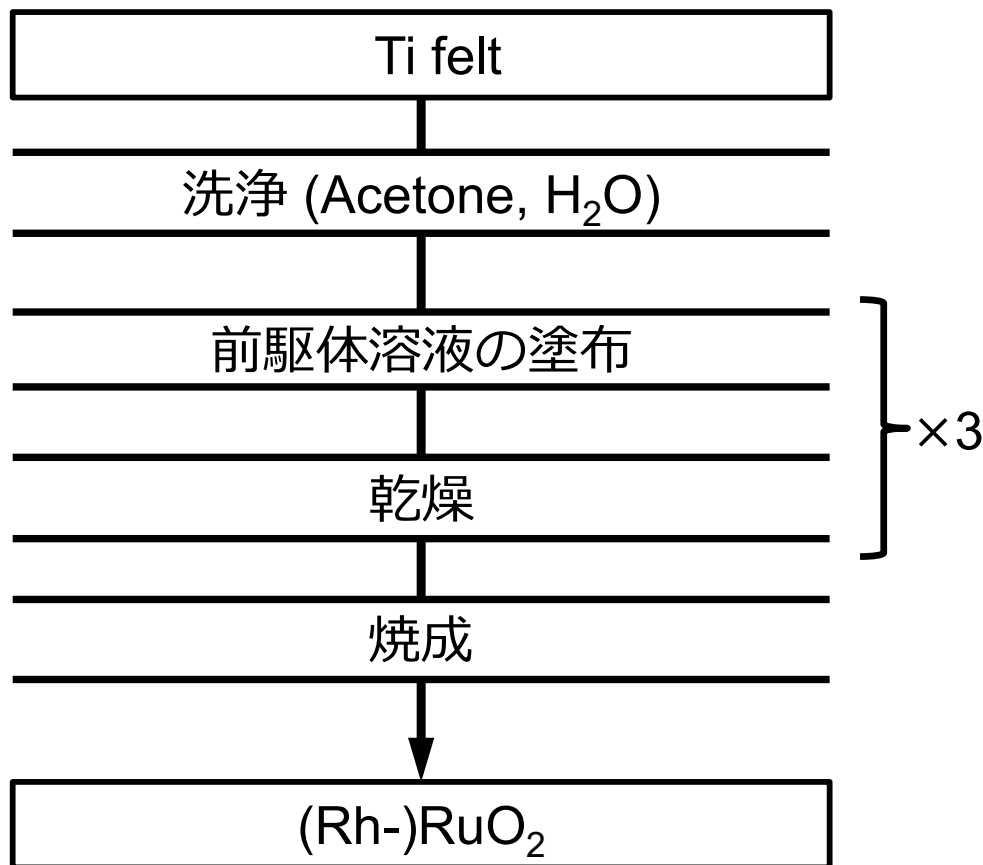 Ti felt
洗浄 (Acetone, H₂O)
前駆体溶液の塗布
×3
乾燥
焼成
(Rh-)RuO₂